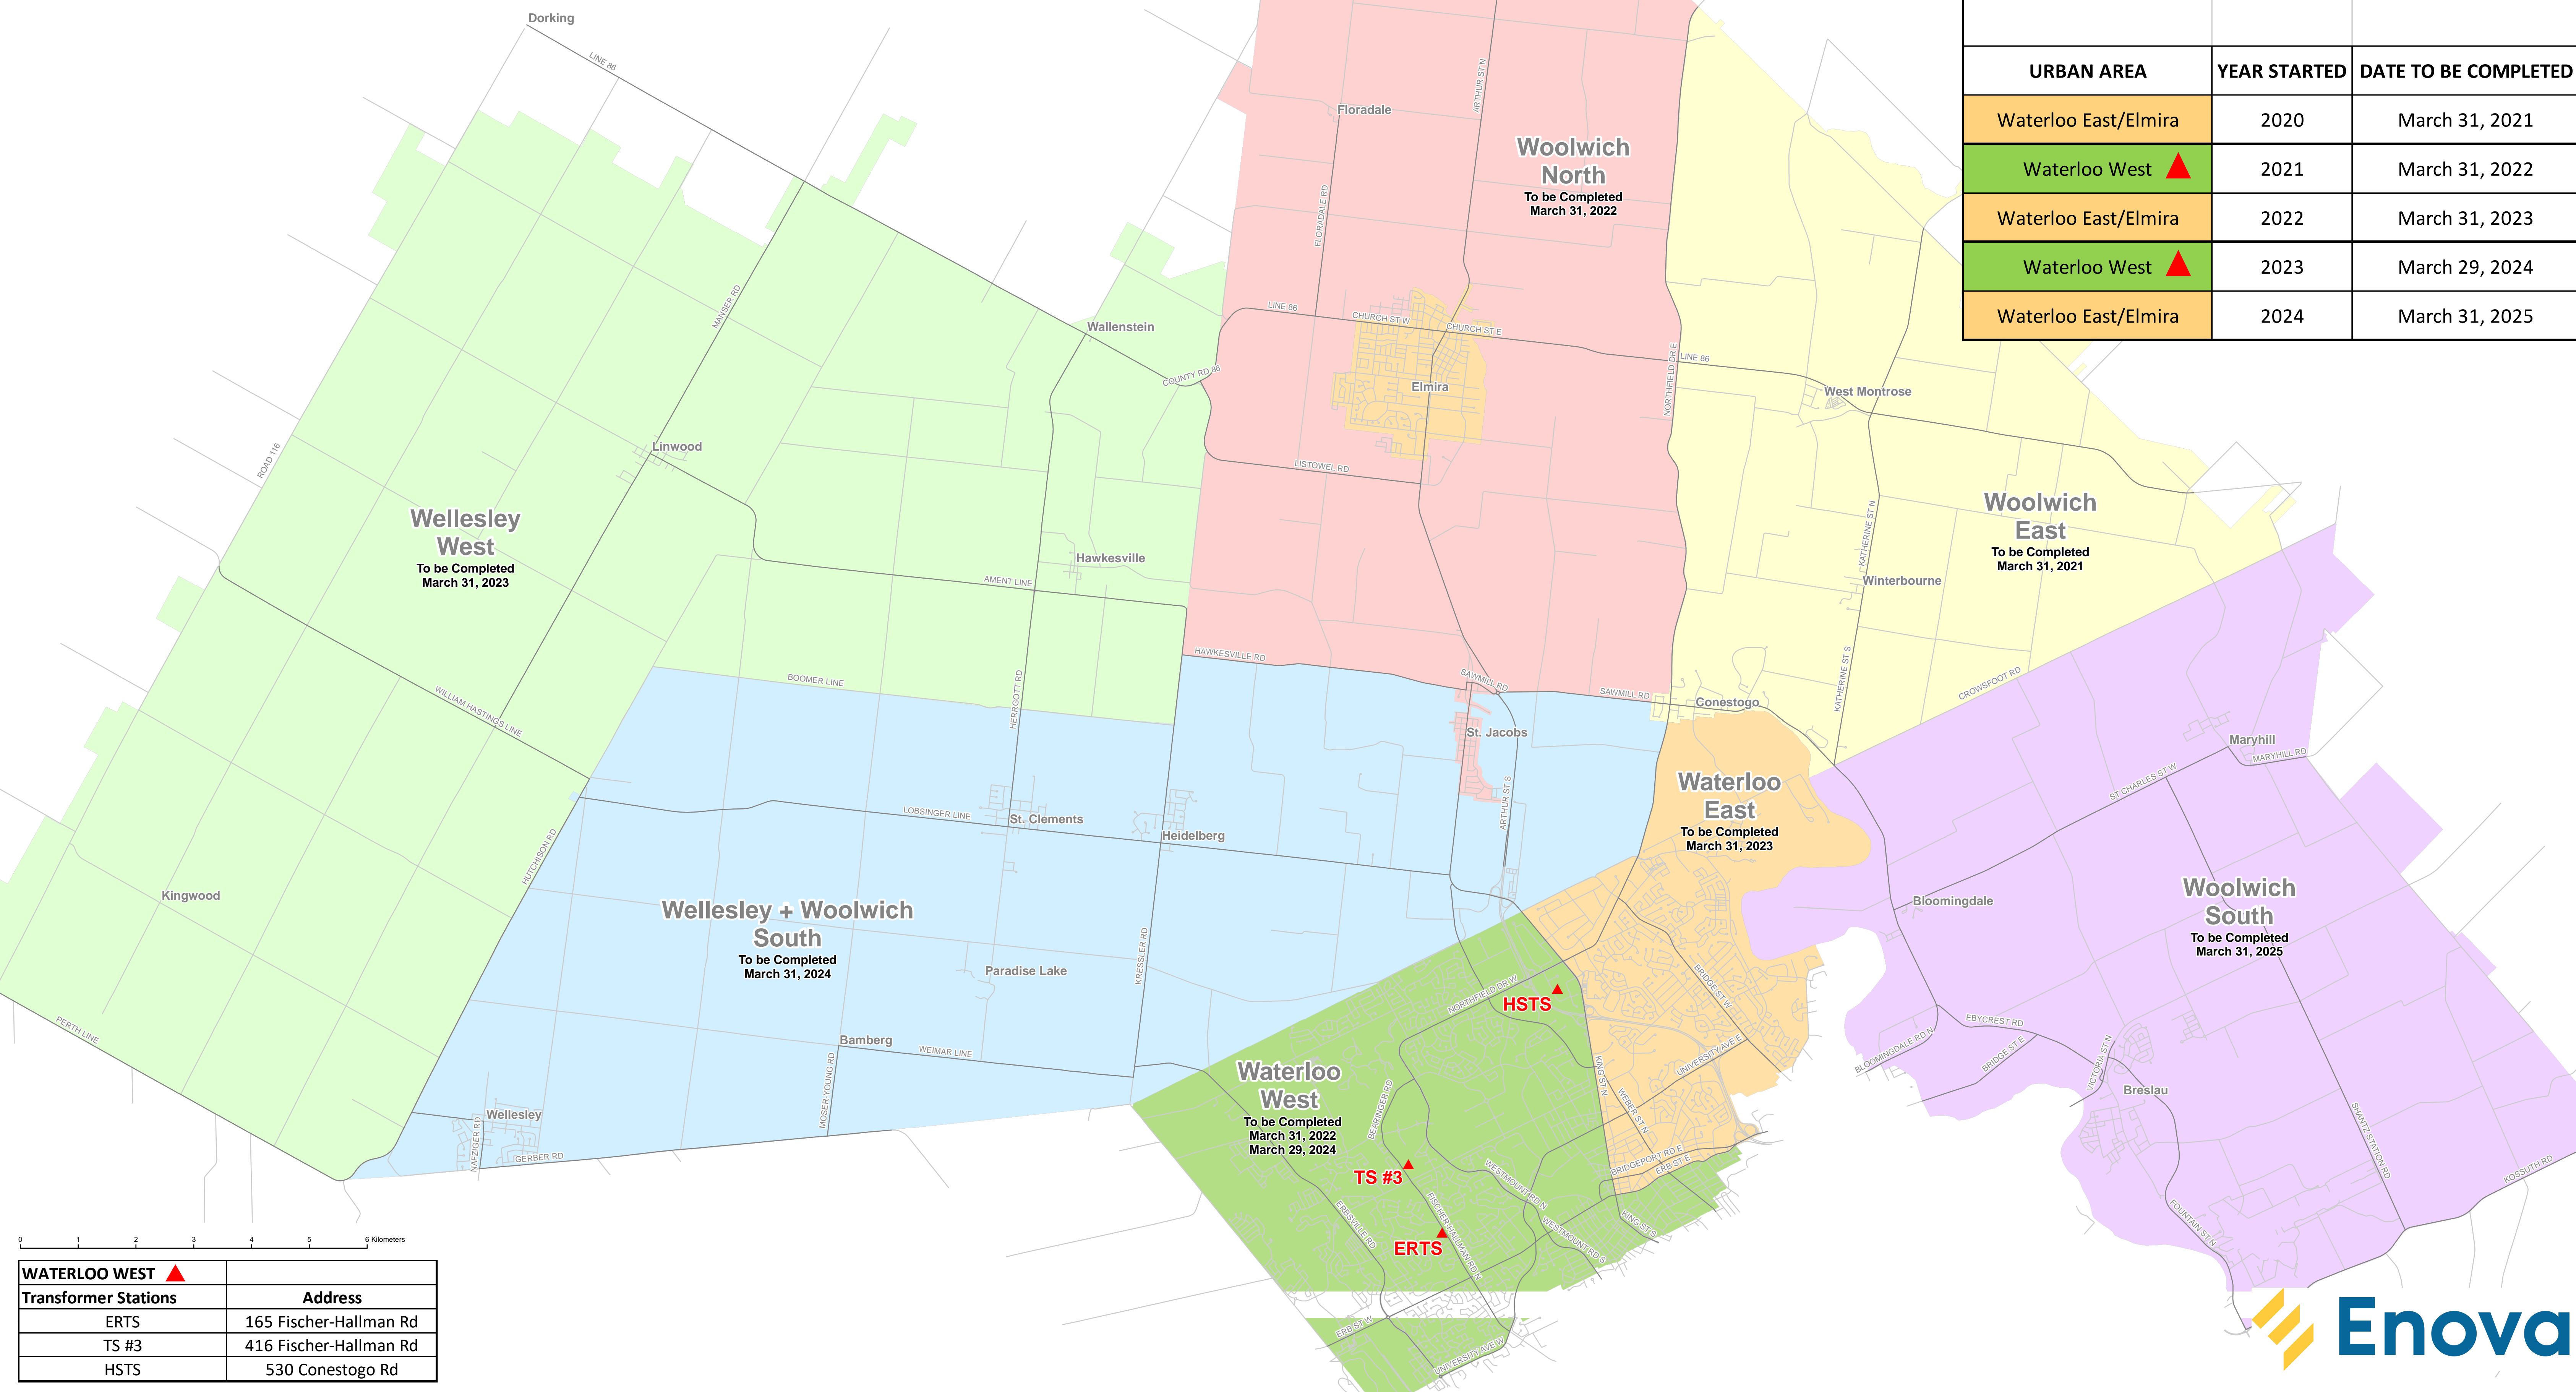 Dorking
LINE 86
URBAN AREA YEAR STARTED DATE TO BE COMPLETED
Waterloo East/Elmira 2020 March 31, 2021
Waterloo West 2021 March 31, 2022
Waterloo East/Elmira 2022 March 31, 2023
Waterloo West 2023 March 29, 2024
Waterloo East/Elmira 2024 March 31, 2025
ARTHUR ST N
Floradale
FLORADALE RD
Woolwich
North
To be Completed
March 31, 2022
MANSER RD
Wallenstein
COUNTY RD 86
LINE 86
CHURCH ST W
CHURCH ST E
Elmira
NORTHFIELD DR E
LINE 86
West Montrose
LISTOWEL RD
ROAD 116
Linwood
Wellesley
West
To be Completed
March 31, 2023
Hawkesville
AMENT LINE
KATHERINE ST N
Winterbourne
Woolwich
East
To be Completed
March 31, 2021
WILLIAM HASTINGS LINE
BOOMER LINE
HERRGOTT RD
HAWKESVILLE RD
SAWMILL RD
SAWMILL RD
St. Jacobs
ARTHUR ST S
Conestogo
KATHERINE ST S
CROWSFOOT RD
Maryhill
MARYHILL RD
ST CHARLES ST W
Waterloo
East
To be Completed
March 31, 2023
LOBSINGER LINE
St. Clements
Heidelberg
HUTCHISON RD
Kingwood
Wellesley + Woolwich
South
To be Completed
March 31, 2024
Paradise Lake
KRESSLER RD
Bloomingdale
Woolwich
South
To be Completed
March 31, 2025
PERTH LINE
Bamberg
WEIMAR LINE
MOSER-YOUNG RD
NORTHFIELD DR W
HSTS
BRIDGE ST W
UNIVERSITY AVE E
KING ST N
WEBER ST N
BLOOMINGDALE RD N
EBYCREST RD
BRIDGE ST E
VICTORIA ST N
Breslau
SHANTZ STATION RD
FOUNTAIN ST N
KOSSUTH RD
Wellesley
NAFZIGER RD
GERBER RD
Waterloo
West
To be Completed
March 31, 2022
March 29, 2024
BEARINGER RD
TS #3
ERTS
FISCHER-HALLMAN RD N
WESTMOUNT RD N
WESTMOUNT RD S
BRIDGEPORT RD E
ERB ST E
KING ST S
ERBSVILLE RD
ERB ST W
UNIVERSITY AVE W
0 1 2 3 4 5 6 Kilometers
WATERLOO WEST
Transformer Stations Address
ERTS 165 Fischer-Hallman Rd
TS #3 416 Fischer-Hallman Rd
HSTS 530 Conestogo Rd
Enova